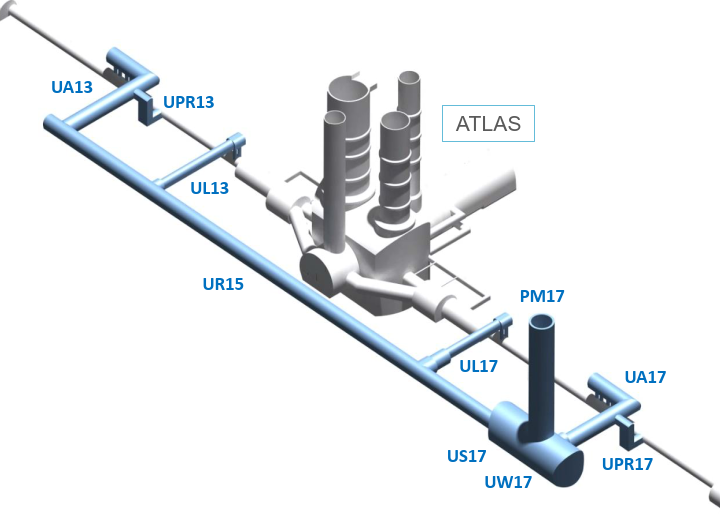 UA13
UPR13
ATLAS
UL13
UR15
PM17
UL17
UA17
US17
UPR17
UW17